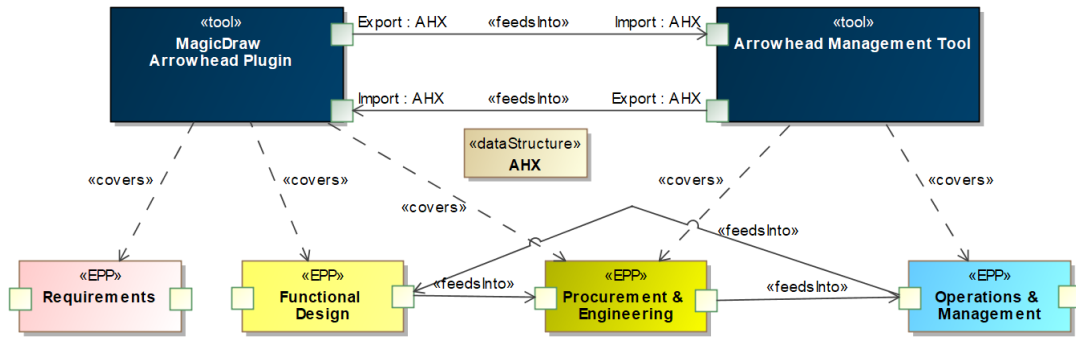 «tool»
MagicDraw
Arrowhead Plugin
Export : AHX
«feedsInto»
Import : AHX
«tool»
Arrowhead Management Tool
Import : AHX
«feedsInto»
Export : AHX
«dataStructure»
AHX
«covers»
«covers»
«covers»
«covers»
«covers»
«feedsInto»
«EPP»
Requirements
«EPP»
Functional
Design
«feedsInto»
«EPP»
Procurement &
Engineering
«feedsInto»
«EPP»
Operations &
Management